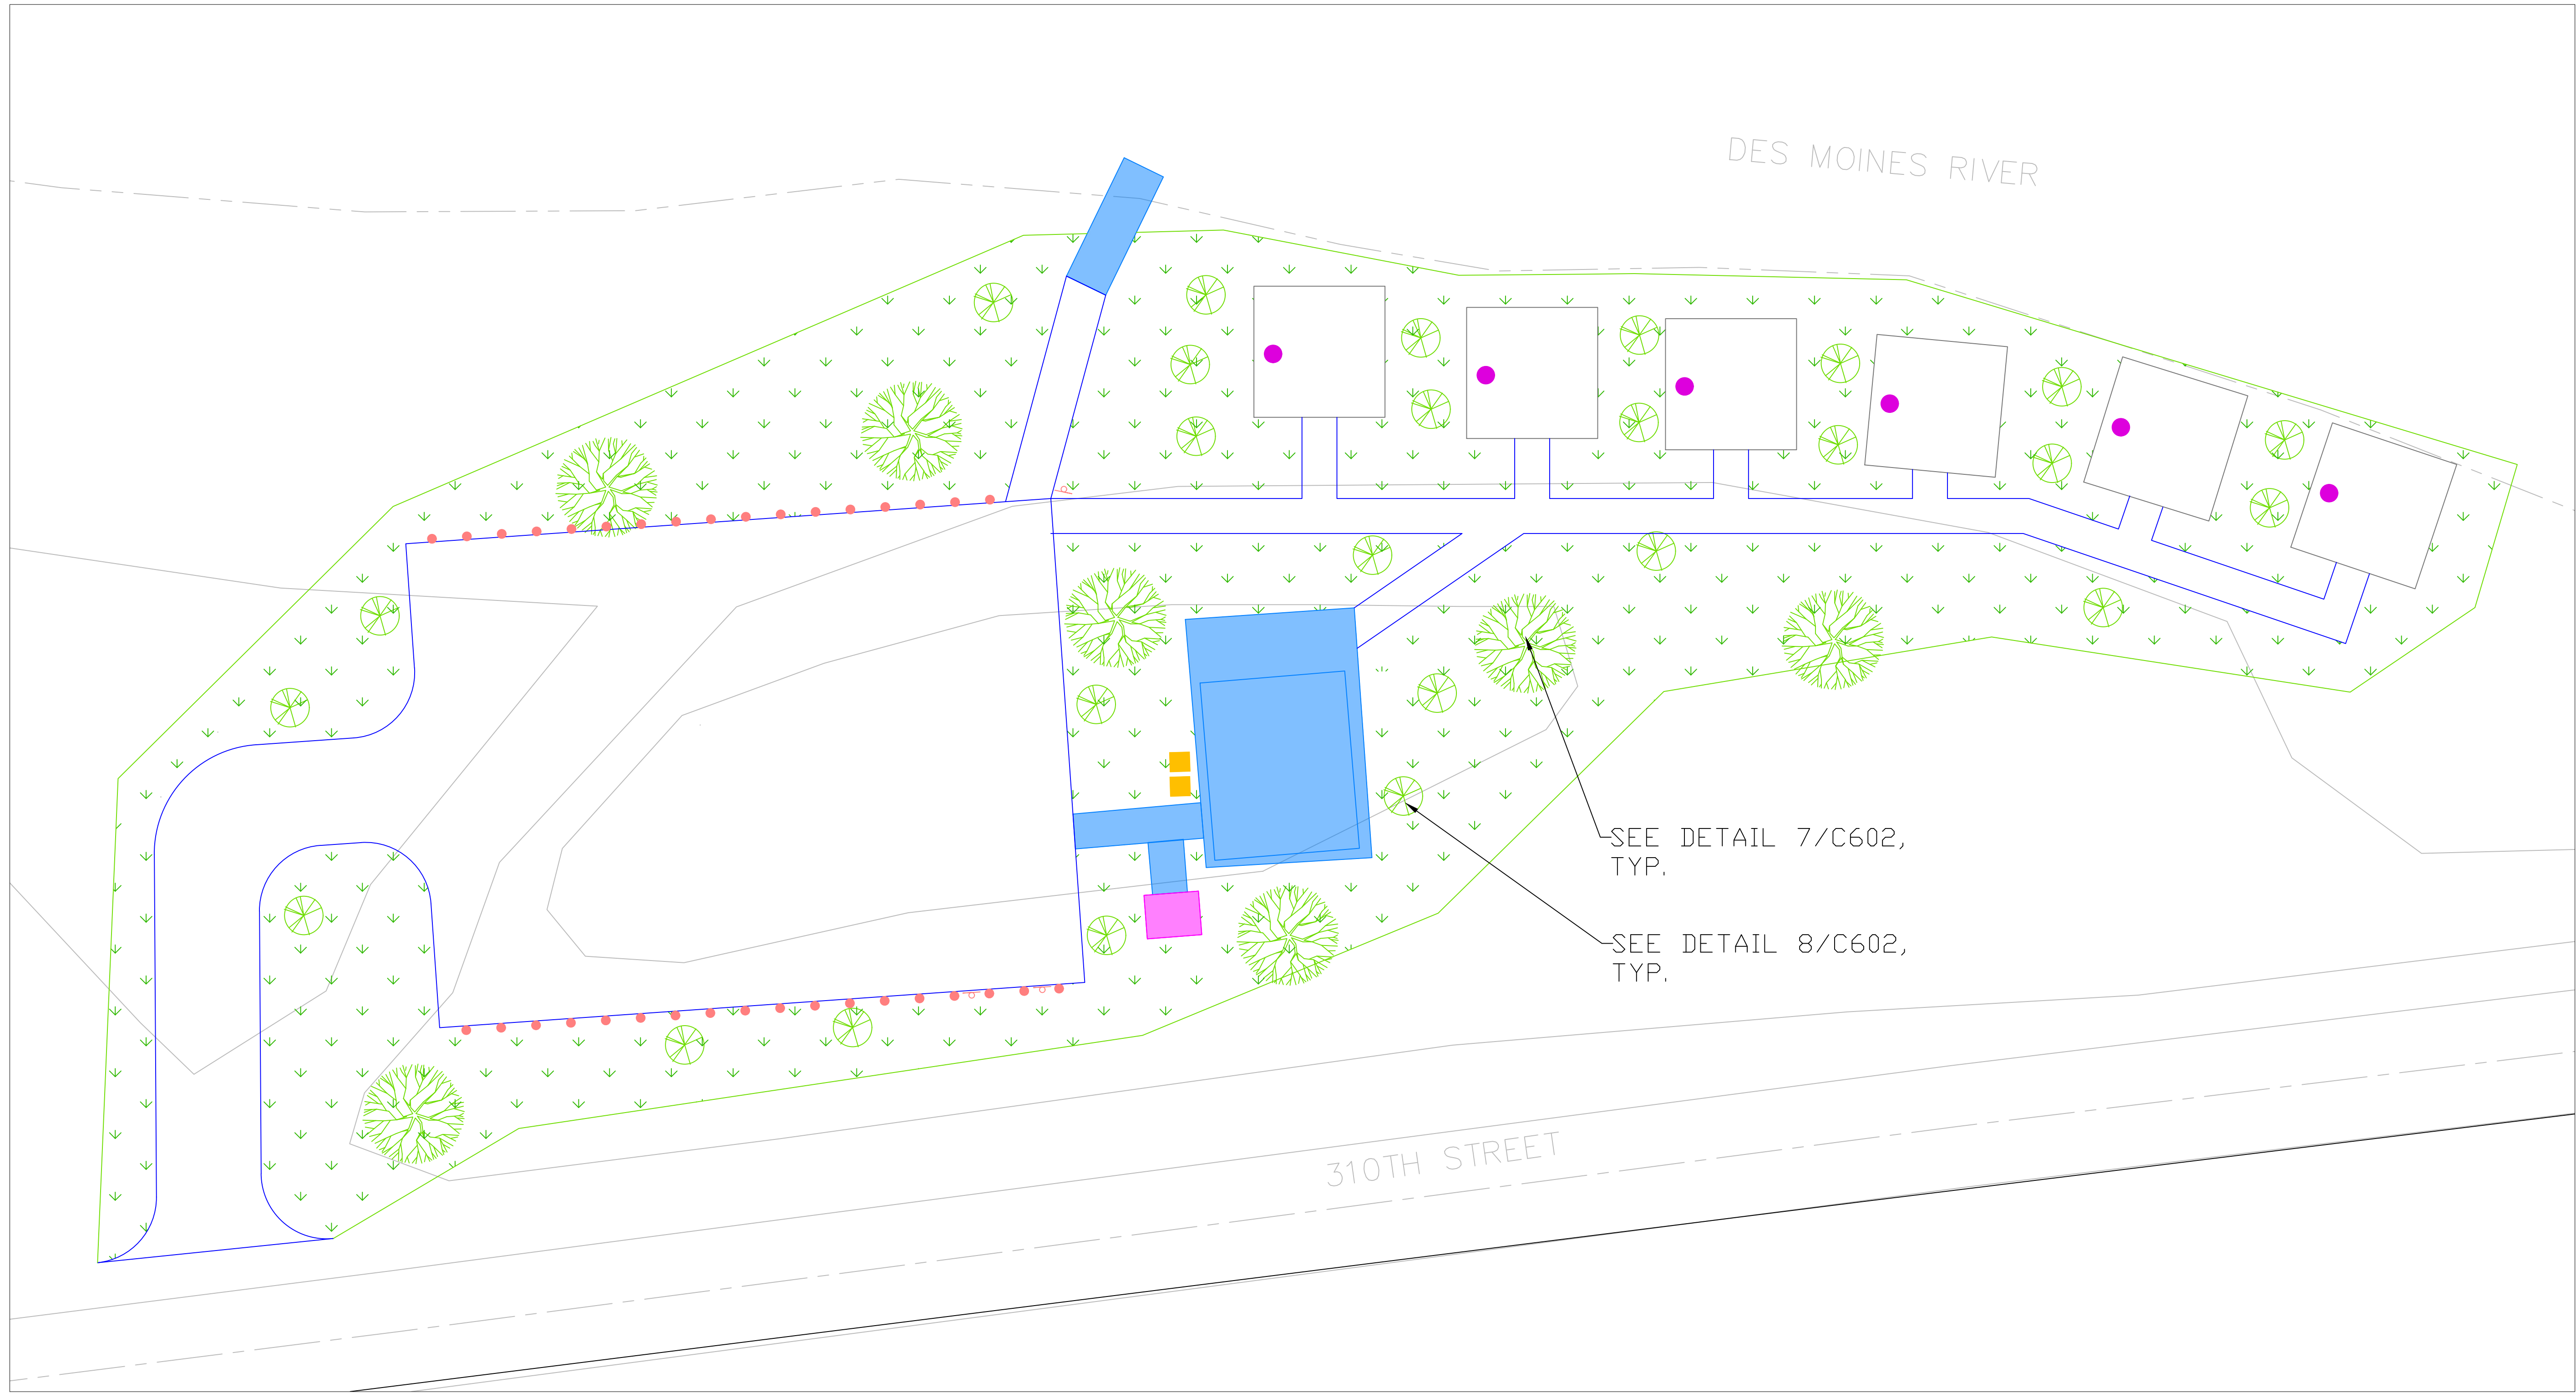 DES MOINES RIVER
SEE DETAIL 7/C602,
TYP.
SEE DETAIL 8/C602,
TYP.
310TH STREET